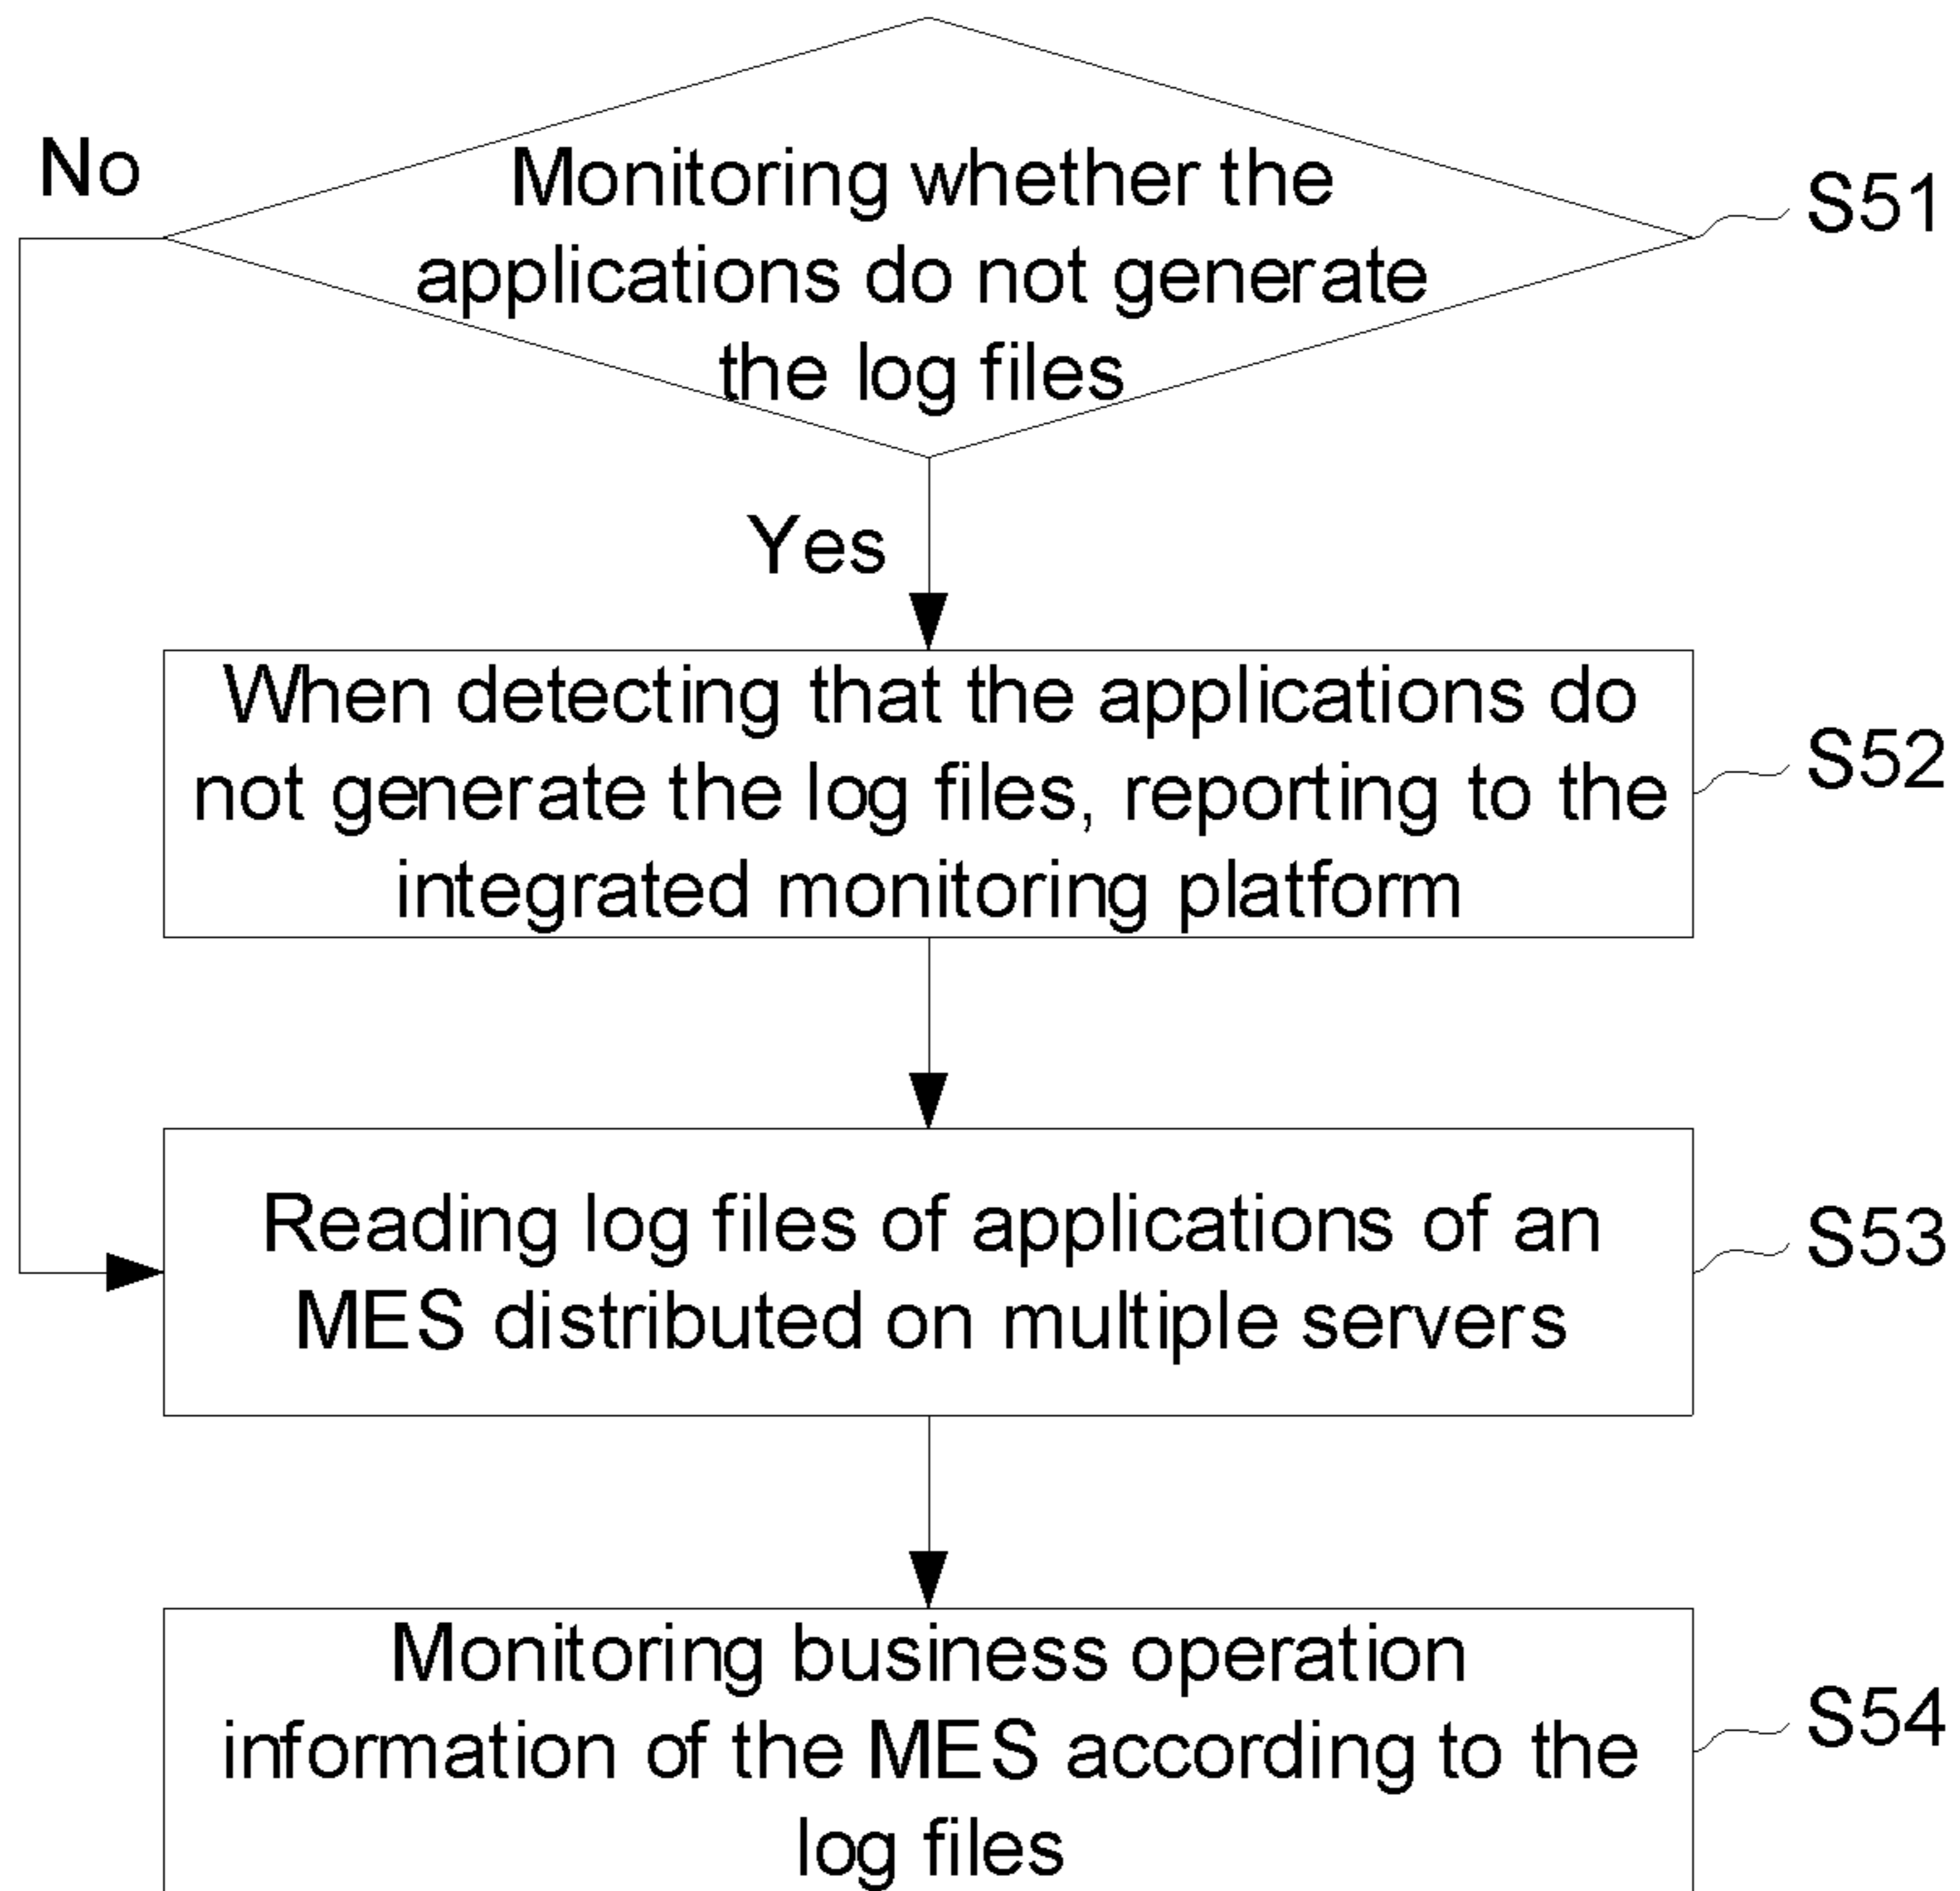 No
Monitoring whether the
applications do not generate
the log files
S51
Yes
When detecting that the applications do
not generate the log files, reporting to the
integrated monitoring platform
S52
Reading log files of applications of an
MES distributed on multiple servers
S53
Monitoring business operation
information of the MES according to the
log files
S54